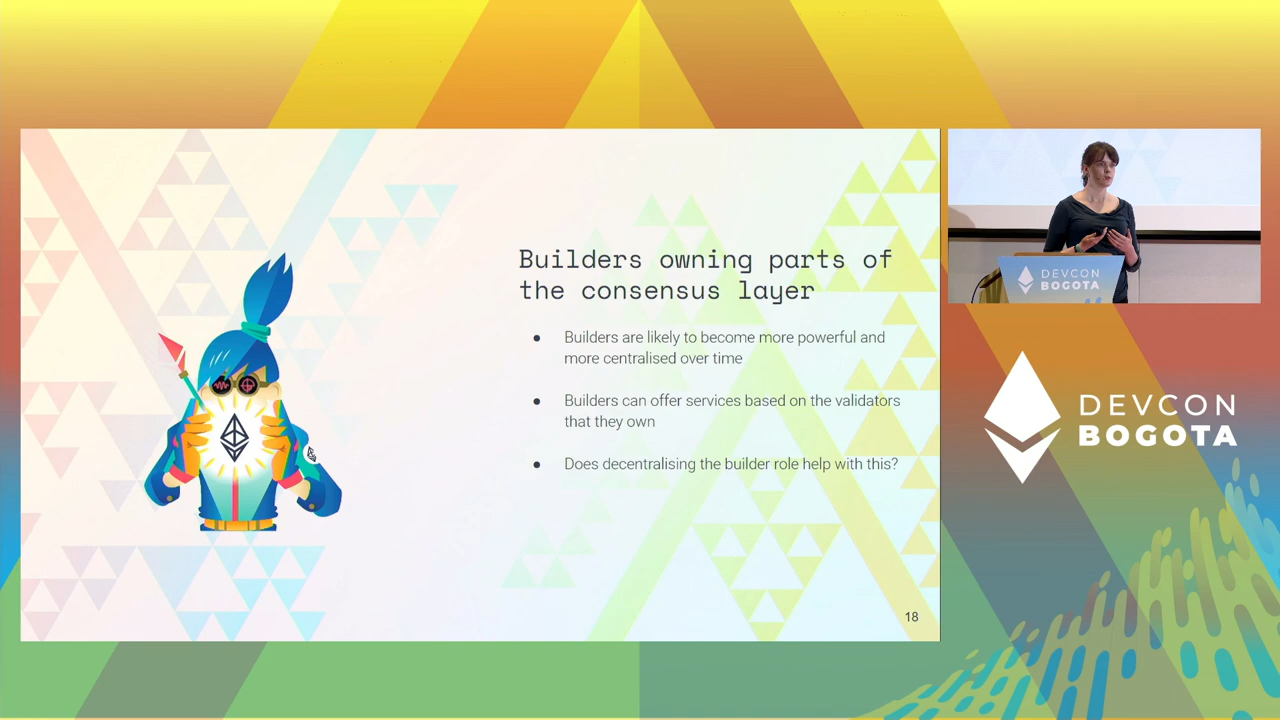 Builders owning parts of
the consensus layer
● Builders are likely to become more powerful and
more centralised over time
● Builders can offer services based on the validators
that they own
● Does decentralising the builder role help with this?
18
DEVCON
BOGOTA
DEVCON
BOGOTA